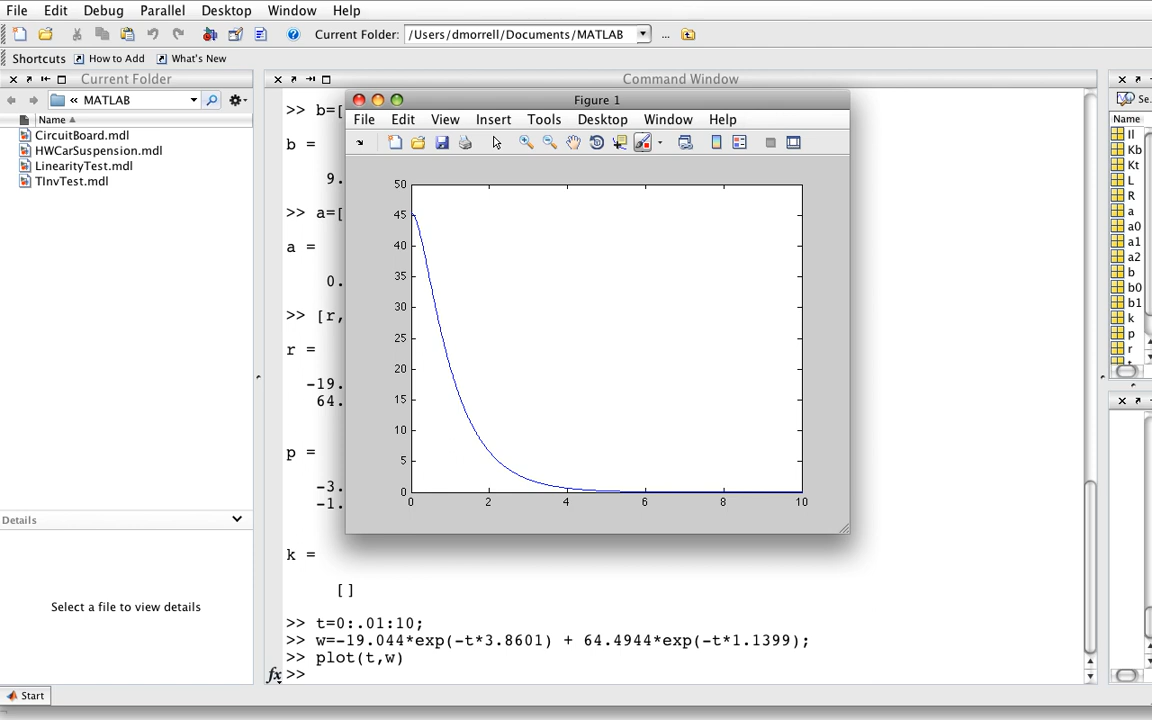 File Edit Debug Parallel Desktop Window Help
Current Folder: /Users/dmorrell/Documents/MATLAB ...
Shortcuts How to Add What's New
Current Folder
Command Window
« MATLAB
Name
CircuitBoard.mdl
HWCarSuspension.mdl
LinearityTest.mdl
TInvTest.mdl
Details
Select a file to view details
Start
>> b=[
b =
9.
>> a=[
a =
0.
>> [r,
r =
-19.
64.
p =
-3.
-1.
k =
[]
>> t=0:.01:10;
>> w=-19.044*exp(-t*3.8601) + 64.4944*exp(-t*1.1399);
>> plot(t,w)
fx >>
Figure 1
File Edit View Insert Tools Desktop Window Help
50
45
40
35
30
25
20
15
10
5
0
0 2 4 6 8 10
Se.
Name
Il
Kb
Kt
L
R
a
a0
a1
a2
b
b0
b1
k
p
r